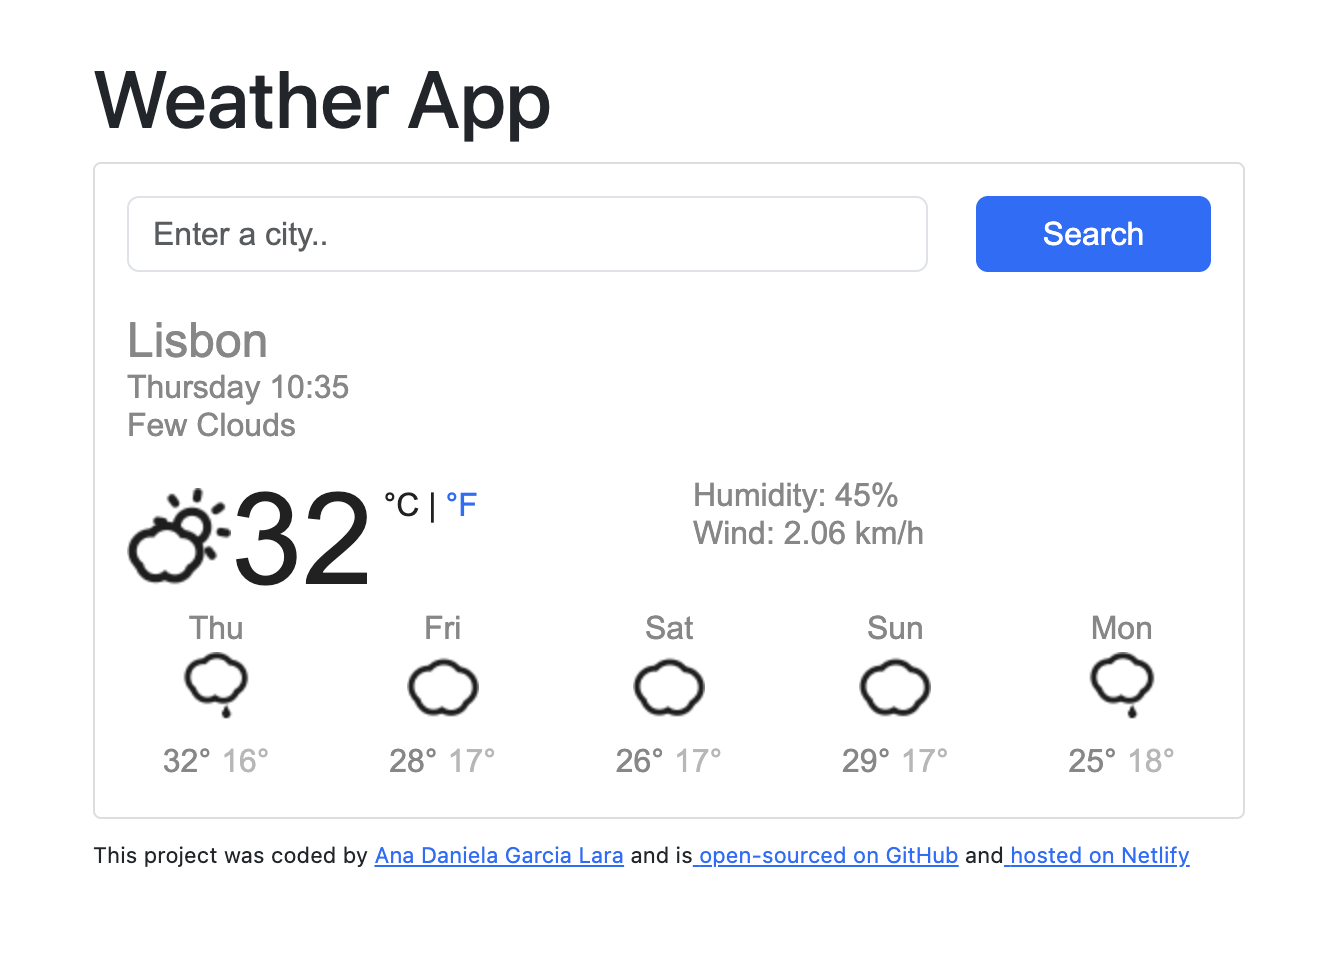 Weather App
Enter a city..
Search
Lisbon
Thursday 10:35
Few Clouds
32 °C | °F
Humidity: 45%
Wind: 2.06 km/h
Thu Fri Sat Sun Mon
32° 16° 28° 17° 26° 17° 29° 17° 25° 18°
This project was coded by Ana Daniela Garcia Lara and is open-sourced on GitHub and hosted on Netlify